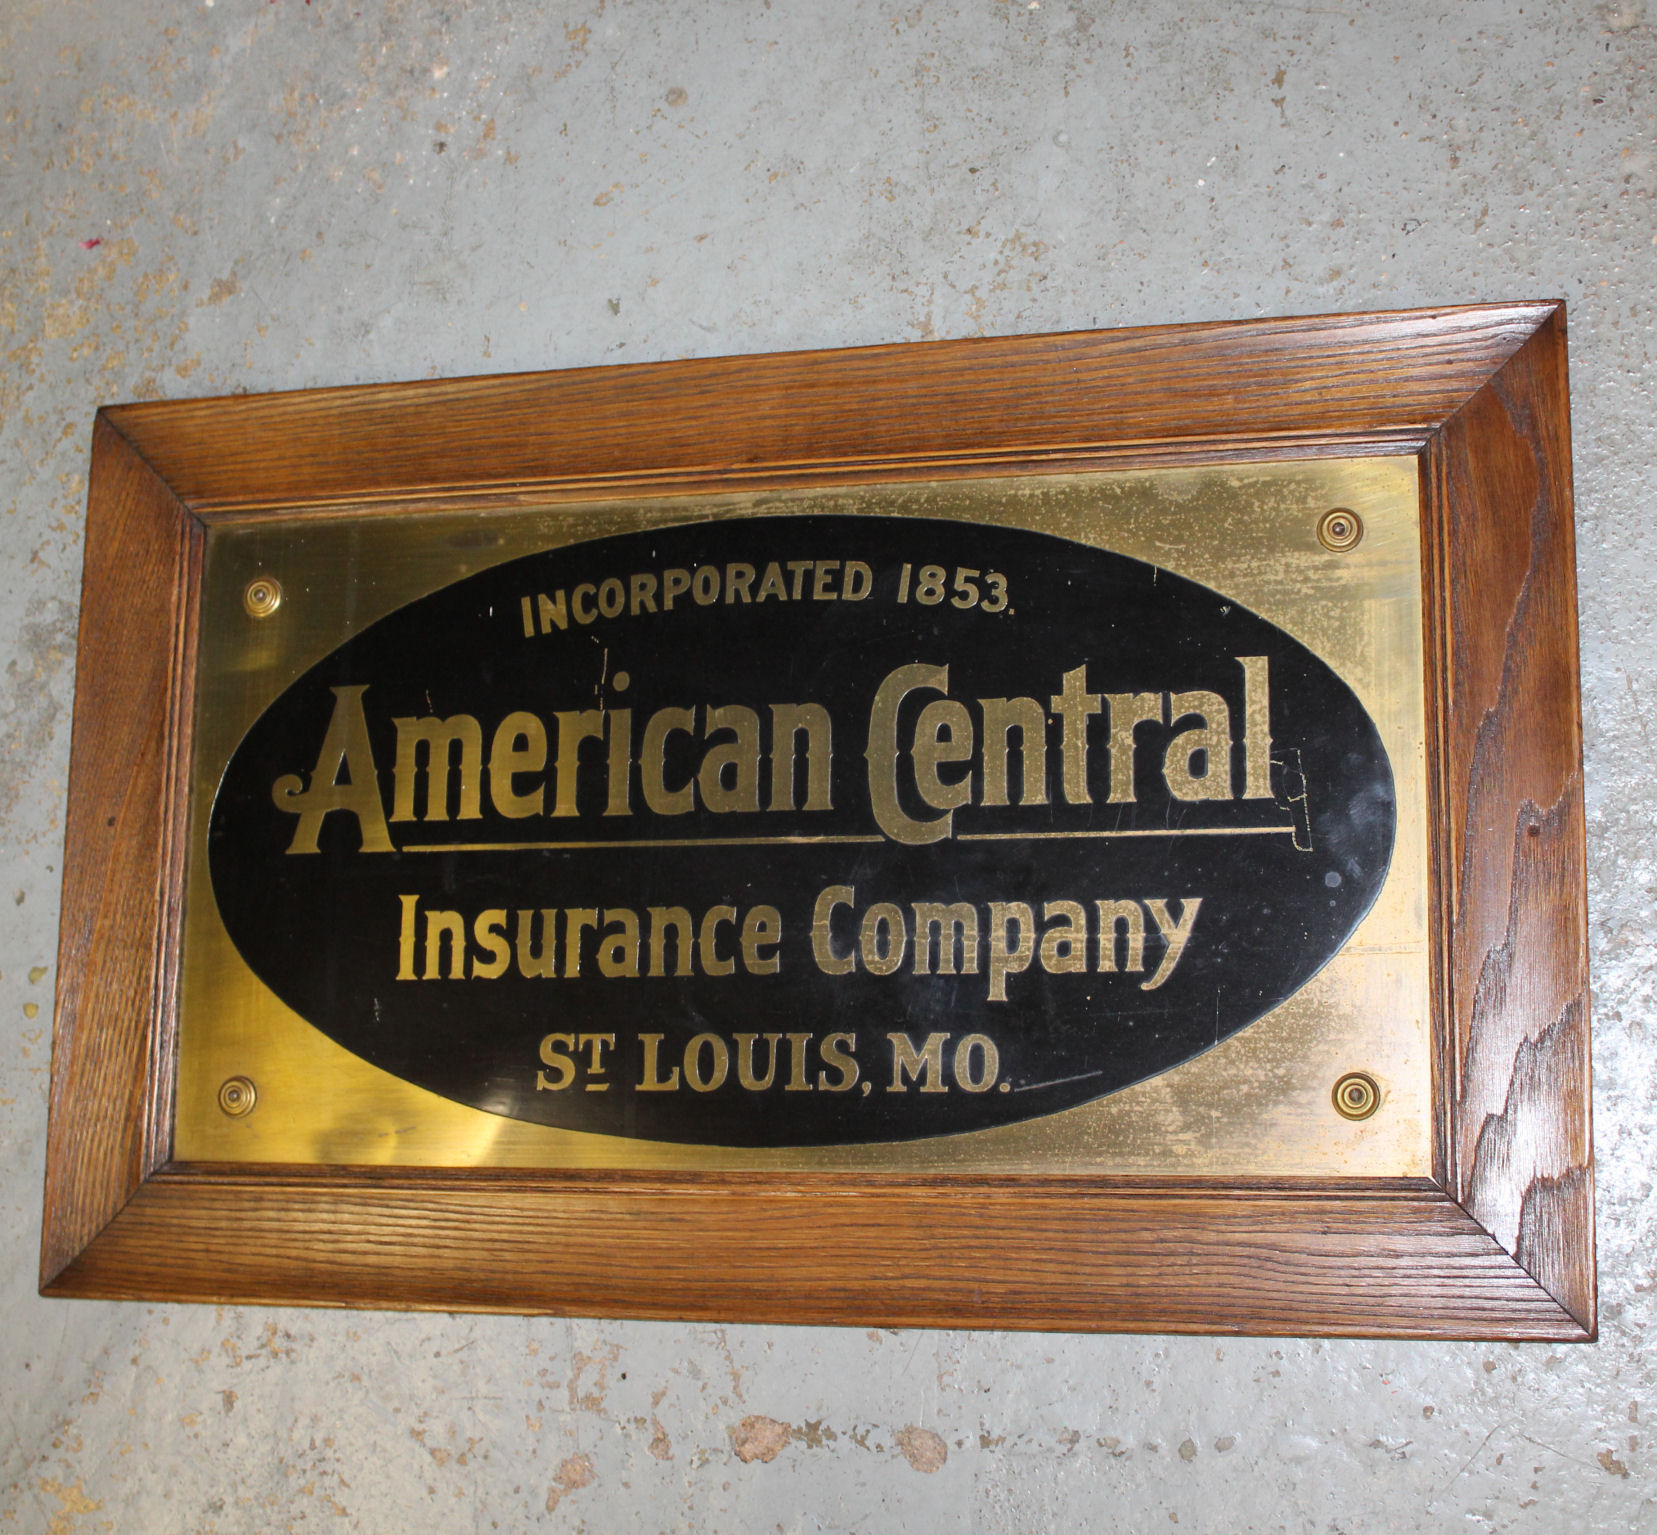 INCORPORATED 1853.
American Central
Insurance Company
ST LOUIS, MO.